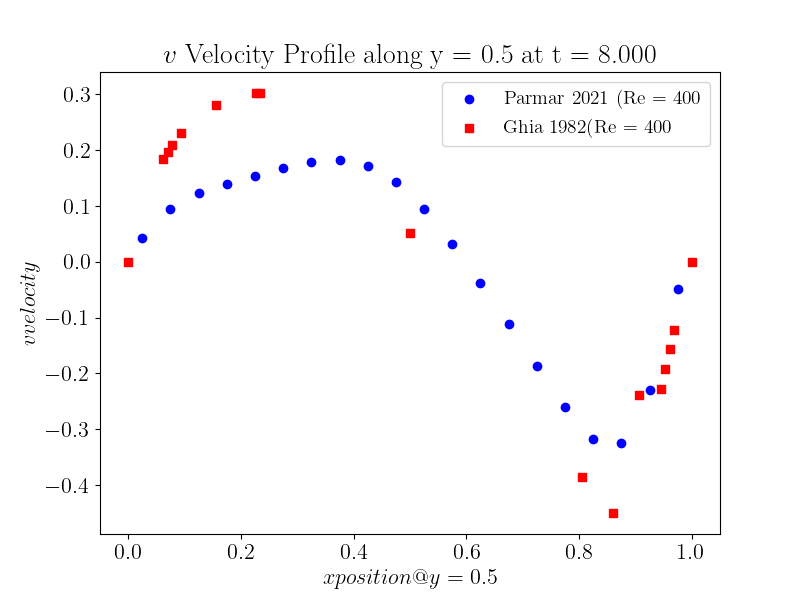 v Velocity Profile along y = 0.5 at t = 8.000
Parmar 2021 (Re = 400
Ghia 1982(Re = 400
0.3
0.2
0.1
0.0
−0.1
−0.2
−0.3
−0.4
vvelocity
0.0 0.2 0.4 0.6 0.8 1.0
xposition@y = 0.5